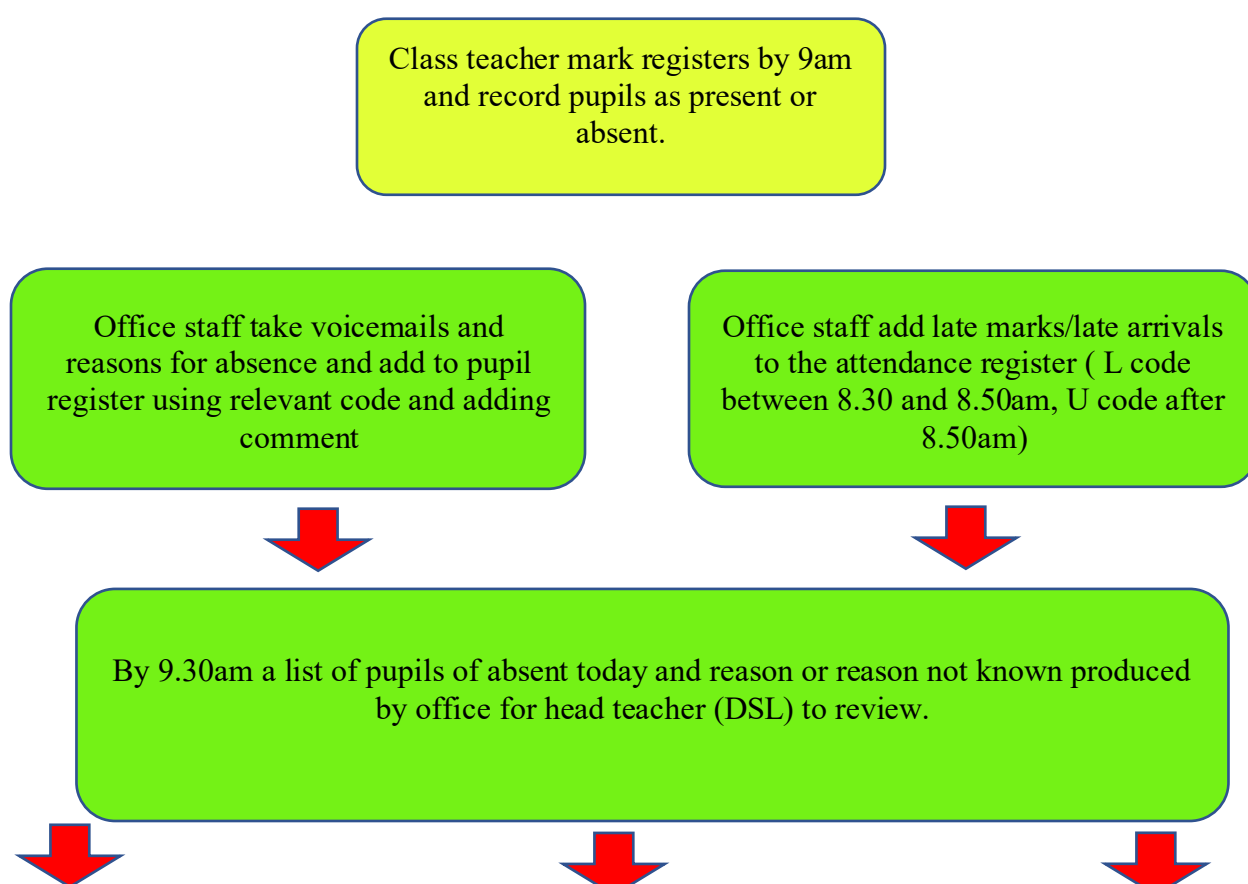 Class teacher mark registers by 9am
and record pupils as present or
absent.
Office staff take voicemails and
reasons for absence and add to pupil
register using relevant code and adding
comment
Office staff add late marks/late arrivals
to the attendance register ( L code
between 8.30 and 8.50am, U code after
8.50am)
By 9.30am a list of pupils of absent today and reason or reason not known produced
by office for head teacher (DSL) to review.